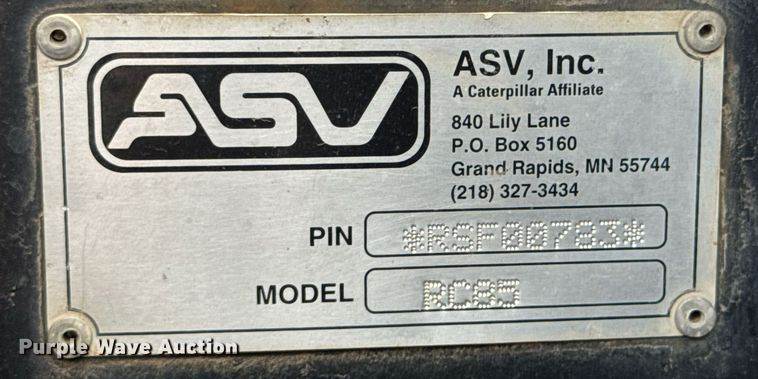 ASV
ASV, Inc.
A Caterpillar Affiliate
840 Lily Lane
P.O. Box 5160
Grand Rapids, MN 55744
(218) 327-3434
PIN *RSF00783*
MODEL RC85
Purple Wave Auction